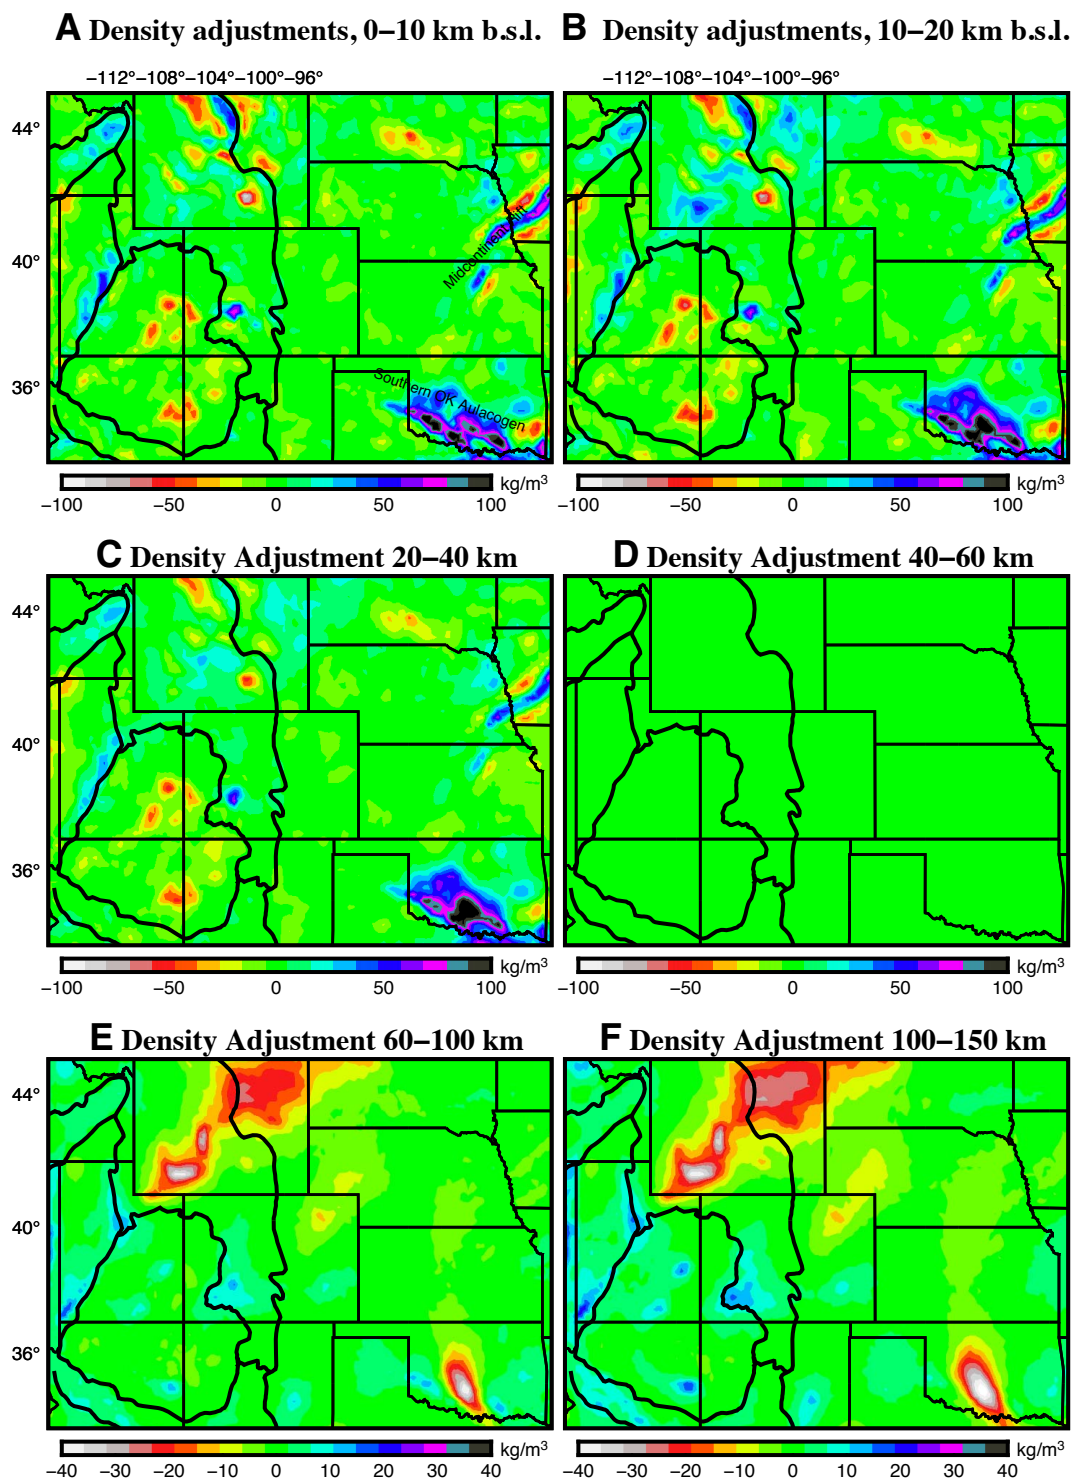 A Density adjustments, 0–10 km b.s.l.
B Density adjustments, 10–20 km b.s.l.
−112°−108°−104°−100°−96°
−112°−108°−104°−100°−96°
44°
40°
36°
Midcontinent Rift
Southern OK Aulacogen
−100 −50 0 50 100 kg/m³
−100 −50 0 50 100 kg/m³
C Density Adjustment 20–40 km
D Density Adjustment 40–60 km
44°
40°
36°
−100 −50 0 50 100 kg/m³
−100 −50 0 50 100 kg/m³
E Density Adjustment 60–100 km
F Density Adjustment 100–150 km
44°
40°
36°
−40 −30 −20 −10 0 10 20 30 40 kg/m³
−40 −30 −20 −10 0 10 20 30 40 kg/m³